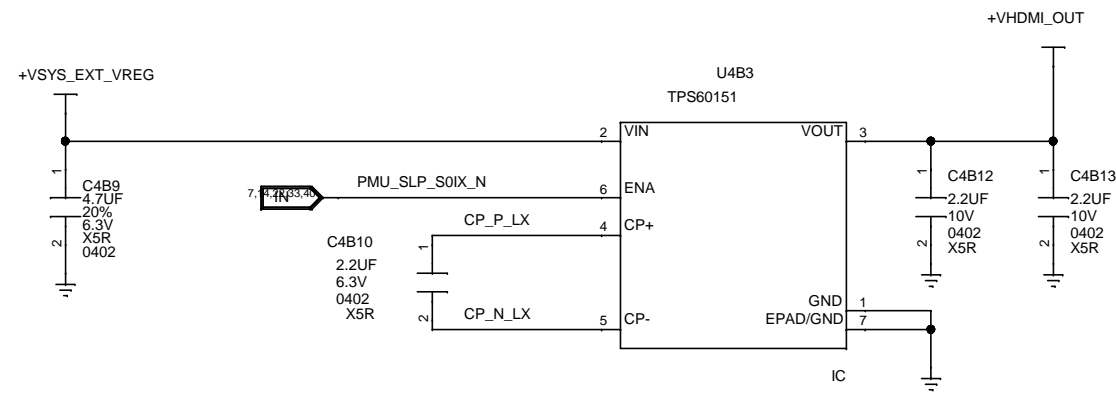 +VHDMI_OUT
+VSYS_EXT_VREG
U4B3
TPS60151
2
VIN
VOUT
3
1
C4B9
4.7UF
20%
6.3V
X5R
0402
2
IN
PMU_SLP_S0IX_N
6
ENA
CP_P_LX
4
CP+
C4B10
1
2.2UF
6.3V
0402
X5R
2
CP_N_LX
5
CP-
1
C4B12
2.2UF
10V
0402
X5R
2
1
C4B13
2.2UF
10V
0402
X5R
2
GND
1
EPAD/GND
7
IC